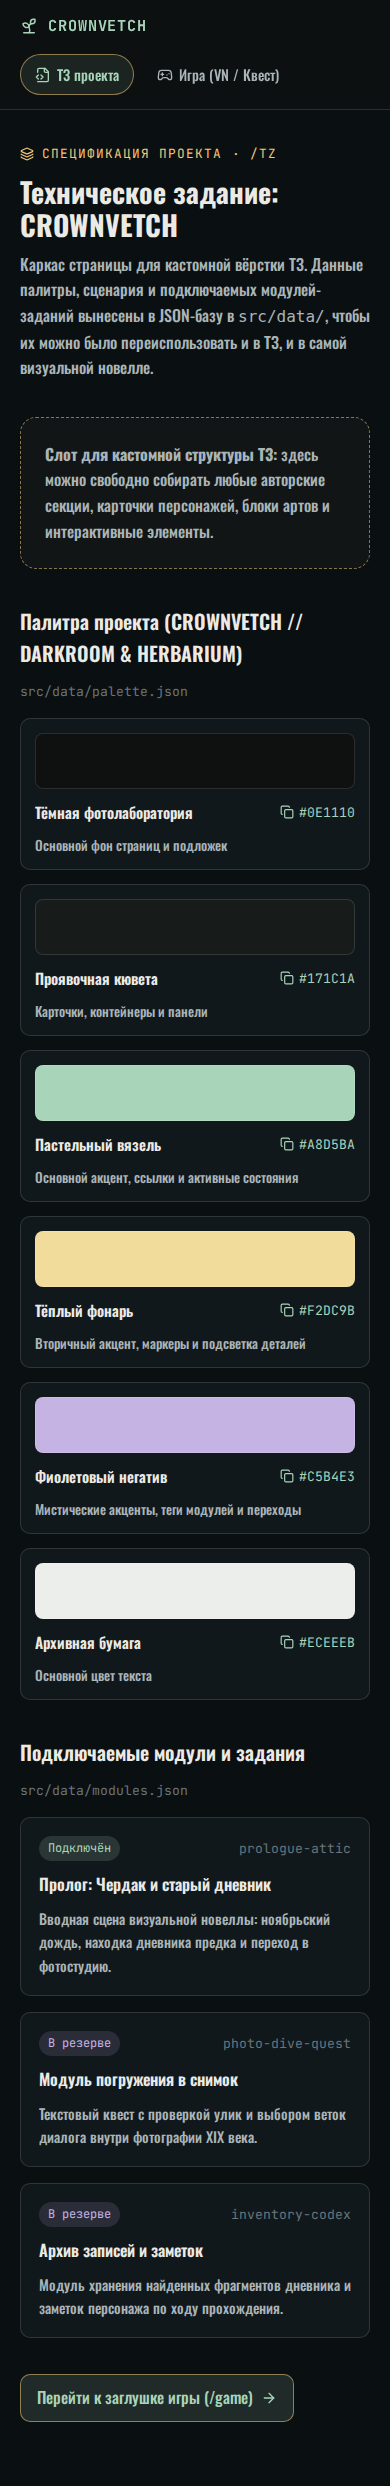 CROWNVETCH
ТЗ проекта
Игра (VN / Квест)
СПЕЦИФИКАЦИЯ ПРОЕКТА · /TZ
Техническое задание:
CROWNVETCH
Каркас страницы для кастомной вёрстки ТЗ. Данные
палитры, сценария и подключаемых модулей-
заданий вынесены в JSON-базу в src/data/, чтобы
их можно было переиспользовать и в ТЗ, и в самой
визуальной новелле.
Слот для кастомной структуры ТЗ: здесь
можно свободно собирать любые авторские
секции, карточки персонажей, блоки артов и
интерактивные элементы.
Палитра проекта (CROWNVETCH //
DARKROOM & HERBARIUM)
src/data/palette.json
Тёмная фотолаборатория
#0E1110
Основной фон страниц и подложек
Проявочная кювета
#171C1A
Карточки, контейнеры и панели
Пастельный вязель
#A8D5BA
Основной акцент, ссылки и активные состояния
Тёплый фонарь
#F2DC9B
Вторичный акцент, маркеры и подсветка деталей
Фиолетовый негатив
#C5B4E3
Мистические акценты, теги модулей и переходы
Архивная бумага
#ECEEEB
Основной цвет текста
Подключаемые модули и задания
src/data/modules.json
Подключён
prologue-attic
Пролог: Чердак и старый дневник
Вводная сцена визуальной новеллы: ноябрьский
дождь, находка дневника предка и переход в
фотостудию.
В резерве
photo-dive-quest
Модуль погружения в снимок
Текстовый квест с проверкой улик и выбором веток
диалога внутри фотографии XIX века.
В резерве
inventory-codex
Архив записей и заметок
Модуль хранения найденных фрагментов дневника и
заметок персонажа по ходу прохождения.
Перейти к заглушке игры (/game) →